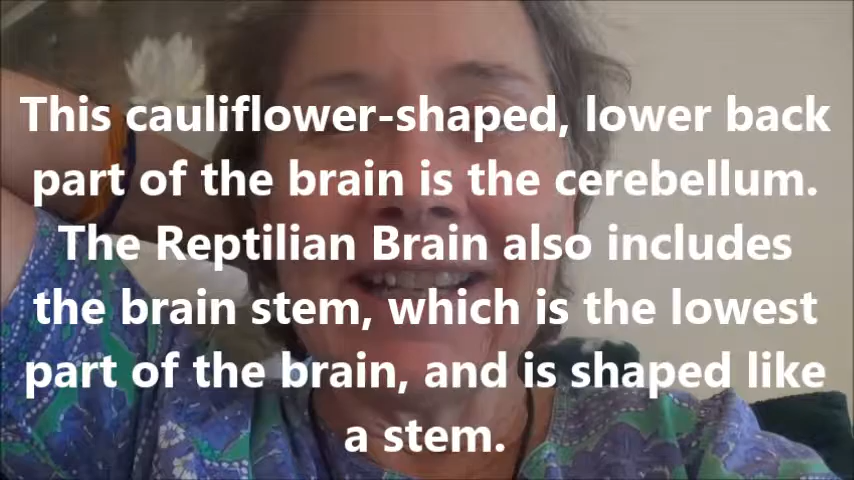 This cauliflower-shaped, lower back
part of the brain is the cerebellum.
The Reptilian Brain also includes
the brain stem, which is the lowest
part of the brain, and is shaped like
a stem.